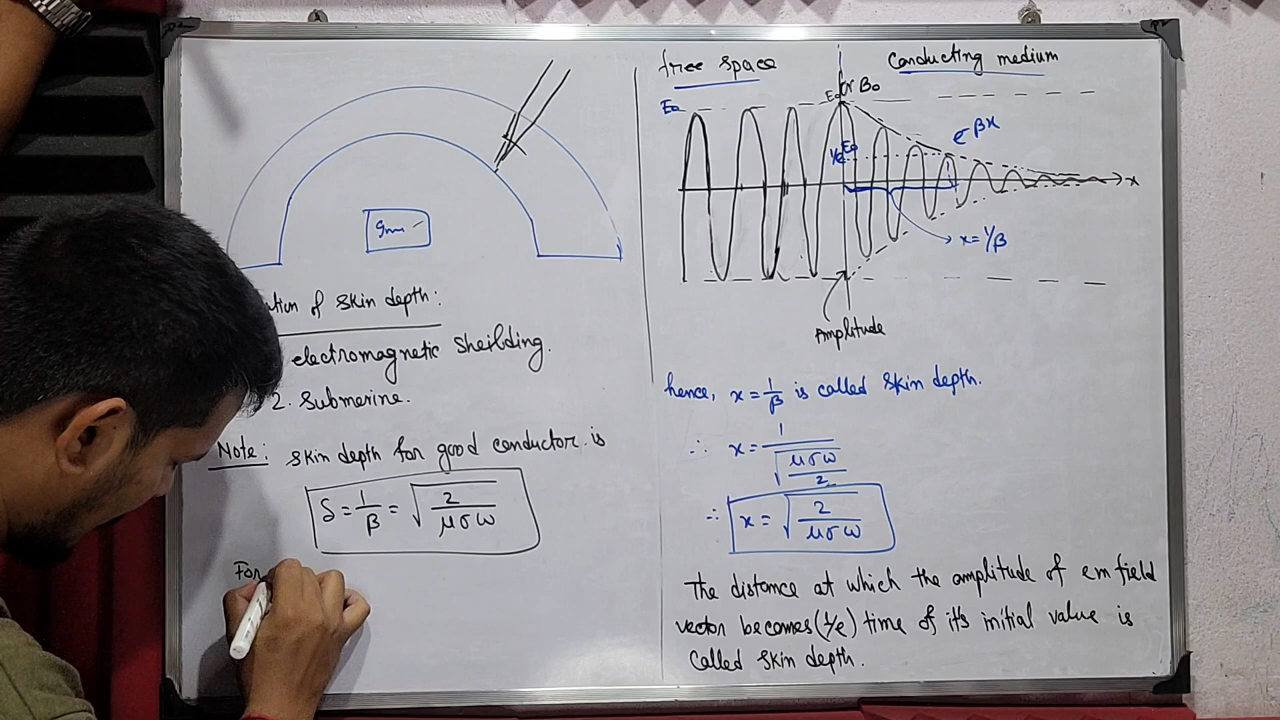 ation of skin depth:
electromagnetic sheilding.
2. Submerine.
Note: skin depth for good conductor is
δ = 1/β = √(2/μσω)
For
free space
Conducting medium
E₀
E₀ or B₀
1/e E₀
e^-βx
x
x = 1/β
Amplitude
hence, x = 1/β is called skin depth.
∴ x = 1/√(μσω/2)
∴ x = √(2/μσω)
The distance at which the amplitude of em field
vector becomes (1/e) time of it's initial value is
called skin depth.